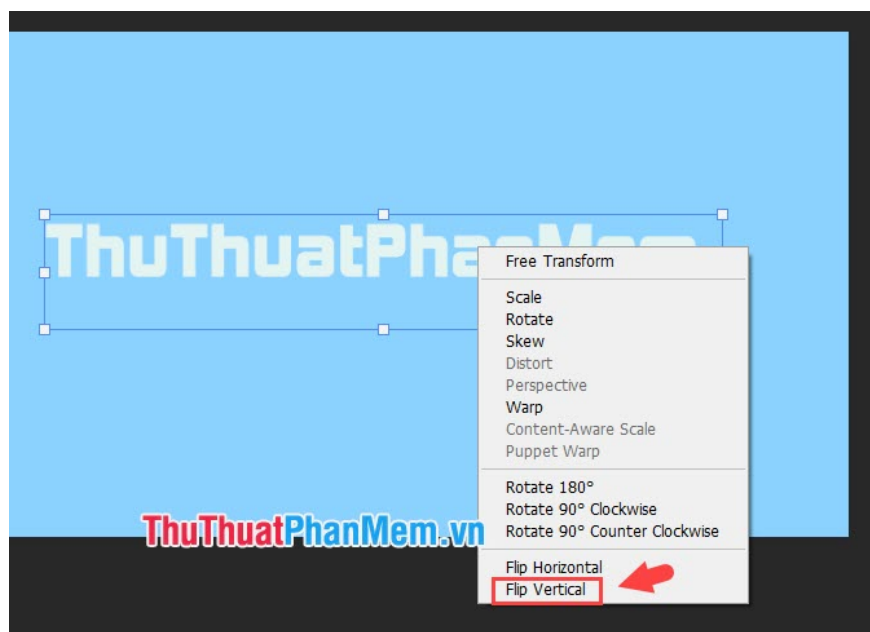 ThuThuatPhanMem
Free Transform
Scale
Rotate
Skew
Distort
Perspective
Warp
Content-Aware Scale
Puppet Warp
Rotate 180°
Rotate 90° Clockwise
Rotate 90° Counter Clockwise
Flip Horizontal
Flip Vertical
ThuThuatPhanMem.vn